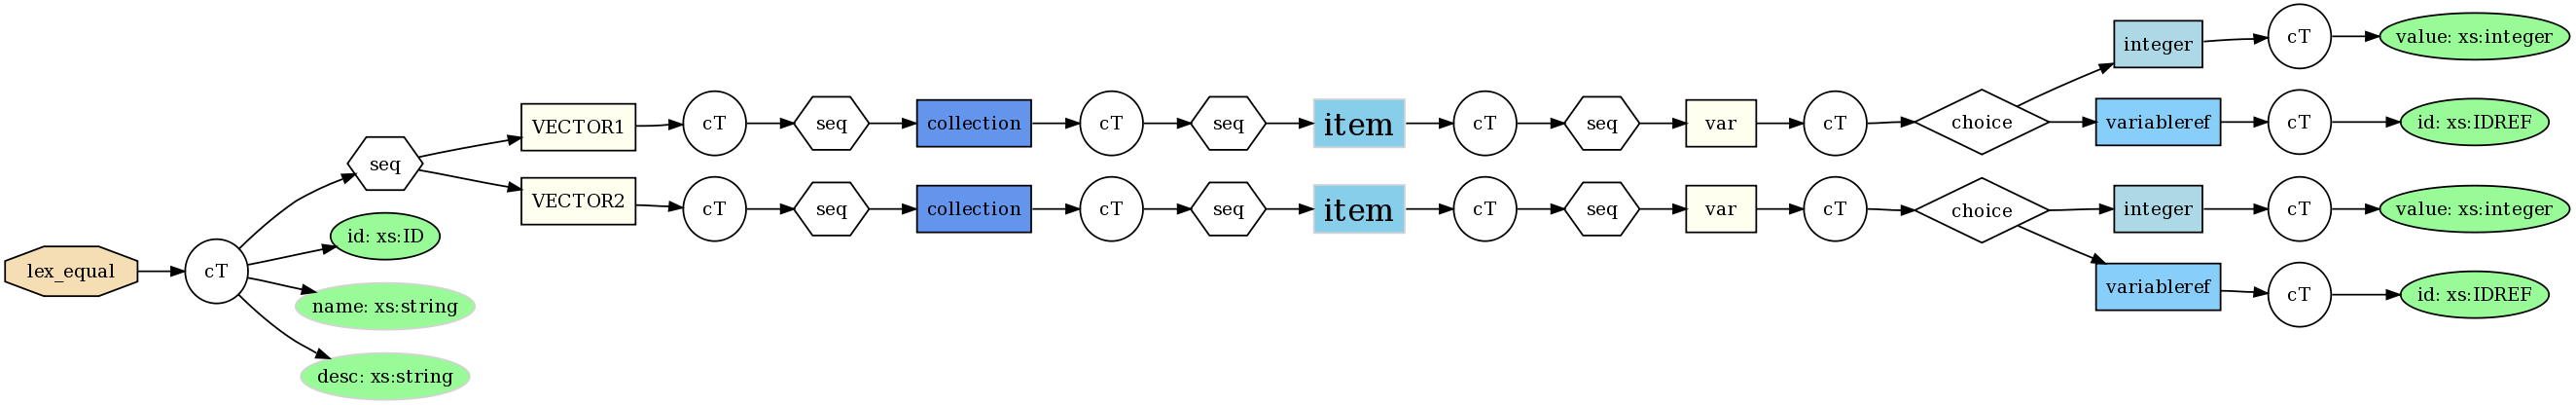 lex_equal
cT
seq
id: xs:ID
name: xs:string
desc: xs:string
VECTOR1
cT
seq
collection
cT
seq
item
cT
seq
var
cT
choice
integer
cT
value: xs:integer
variableref
cT
id: xs:IDREF
VECTOR2
cT
seq
collection
cT
seq
item
cT
seq
var
cT
choice
integer
cT
value: xs:integer
variableref
cT
id: xs:IDREF